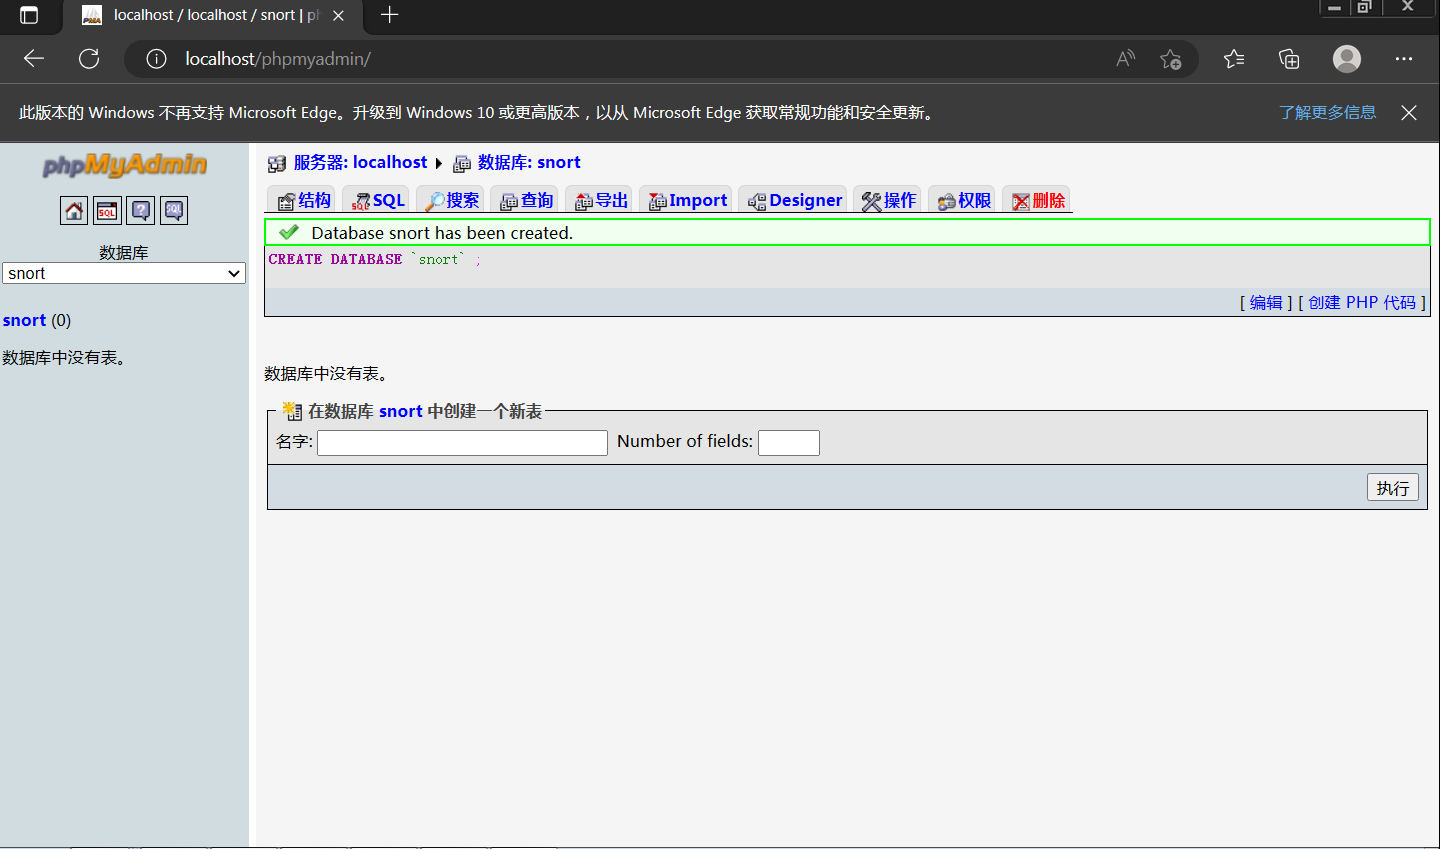 localhost / localhost / snort | ph
localhost/phpmyadmin/
此版本的 Windows 不再支持 Microsoft Edge。升级到 Windows 10 或更高版本，以从 Microsoft Edge 获取常规功能和安全更新。 了解更多信息
phpMyAdmin
数据库
snort
snort (0)
数据库中没有表。
服务器: localhost 数据库: snort
结构 SQL 搜索 查询 导出 Import Designer 操作 权限 删除
Database snort has been created.
CREATE DATABASE `snort` ;
[ 编辑 ] [ 创建 PHP 代码 ]
数据库中没有表。
在数据库 snort 中创建一个新表
名字: Number of fields:
执行